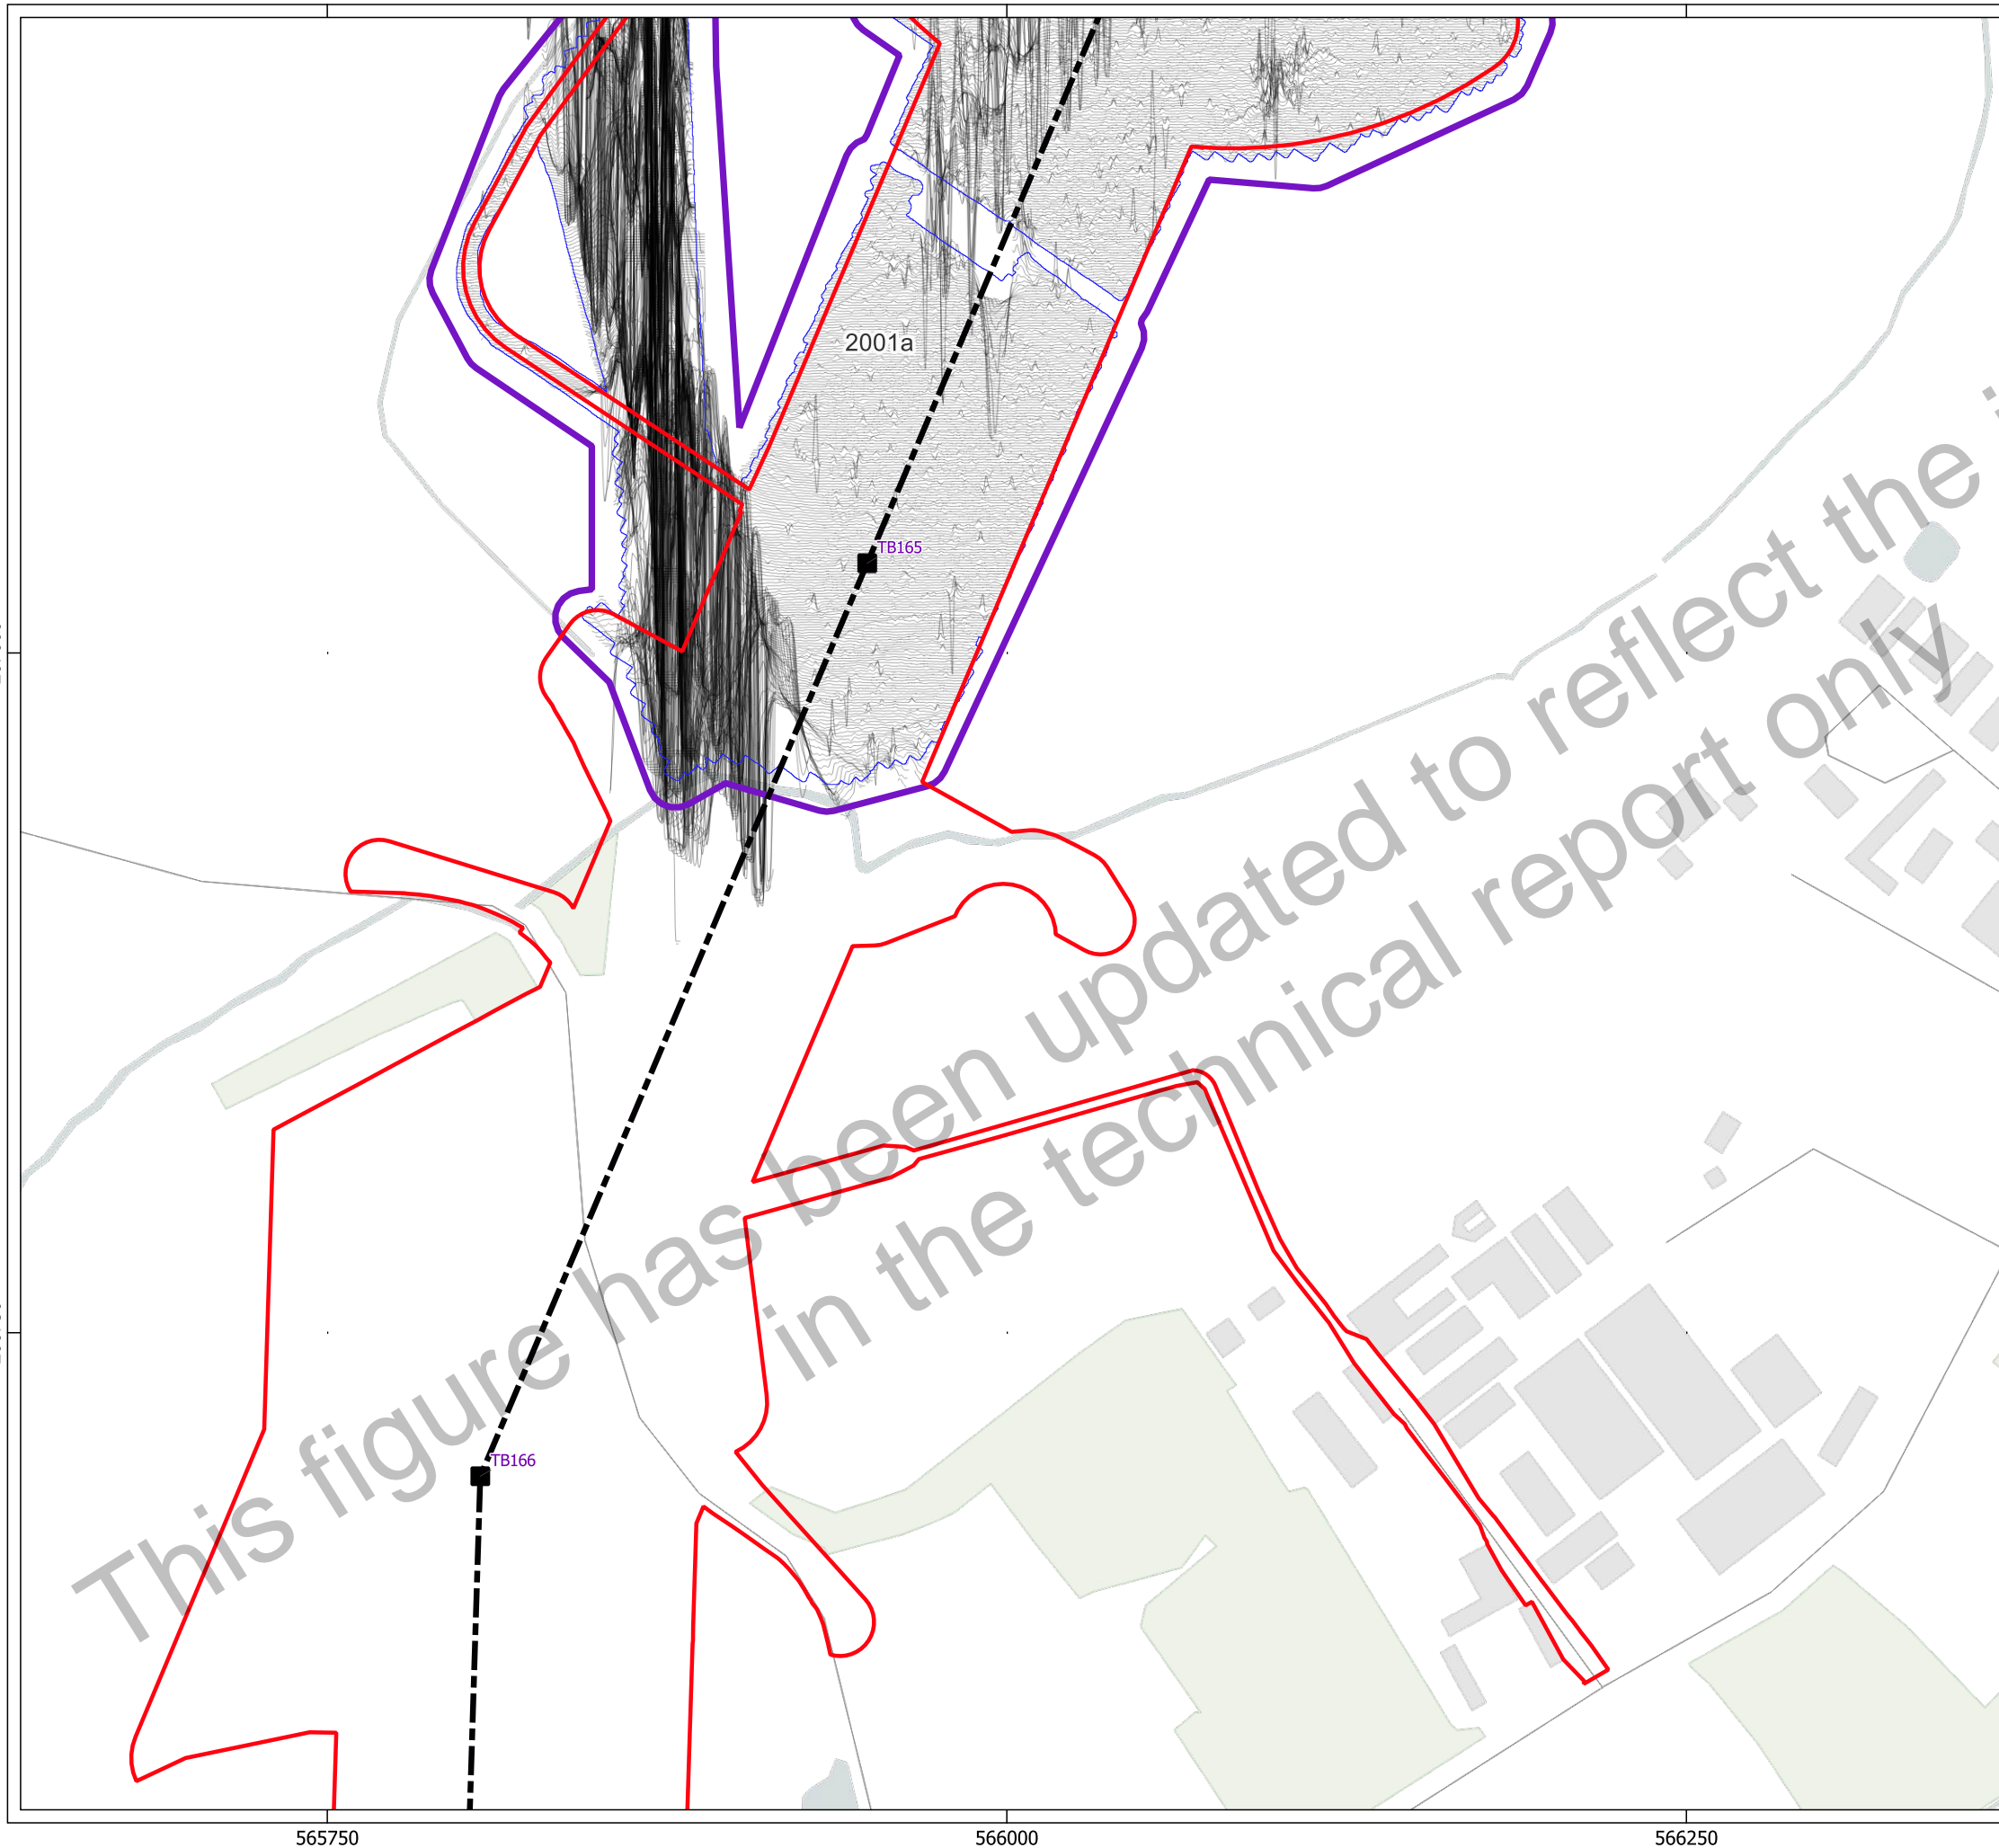 2001a
TB165
TB166
This figure has been updated to reflect the
in the technical report only
565750
566000
566250